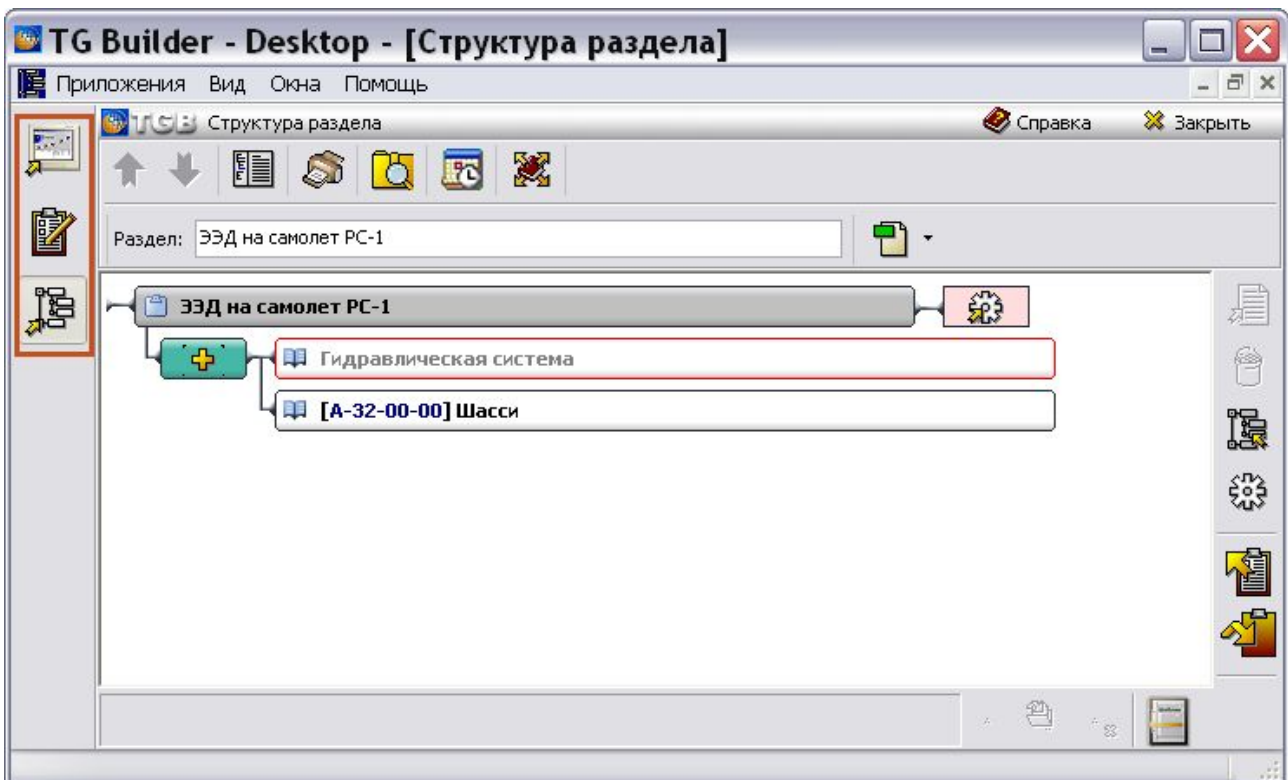 TG Builder - Desktop - [Структура раздела]
Приложения Вид Окна Помощь
TGB Структура раздела Справка Закрыть
Раздел: ЭЭД на самолет РС-1
ЭЭД на самолет РС-1
Гидравлическая система
[A-32-00-00] Шасси